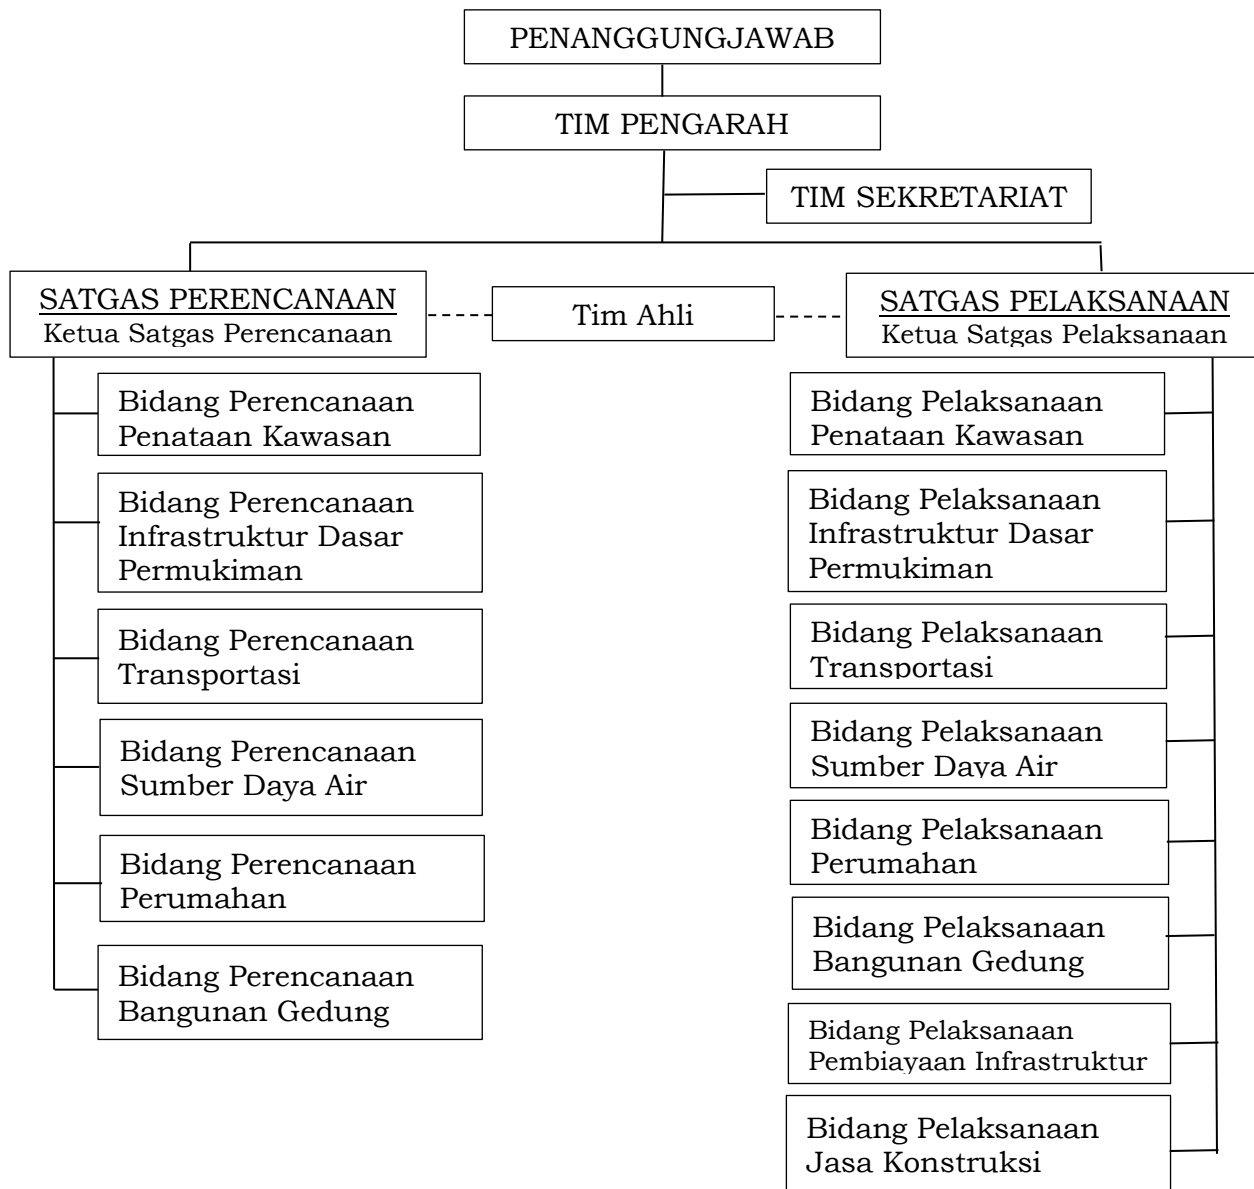 PENANGGUNGJAWAB
TIM PENGARAH
TIM SEKRETARIAT
SATGAS PERENCANAAN
Ketua Satgas Perencanaan
Tim Ahli
SATGAS PELAKSANAAN
Ketua Satgas Pelaksanaan
Bidang Perencanaan
Penataan Kawasan
Bidang Perencanaan
Infrastruktur Dasar
Permukiman
Bidang Perencanaan
Transportasi
Bidang Perencanaan
Sumber Daya Air
Bidang Perencanaan
Perumahan
Bidang Perencanaan
Bangunan Gedung
Bidang Pelaksanaan
Penataan Kawasan
Bidang Pelaksanaan
Infrastruktur Dasar
Permukiman
Bidang Pelaksanaan
Transportasi
Bidang Pelaksanaan
Sumber Daya Air
Bidang Pelaksanaan
Perumahan
Bidang Pelaksanaan
Bangunan Gedung
Bidang Pelaksanaan
Pembiayaan Infrastruktur
Bidang Pelaksanaan
Jasa Konstruksi